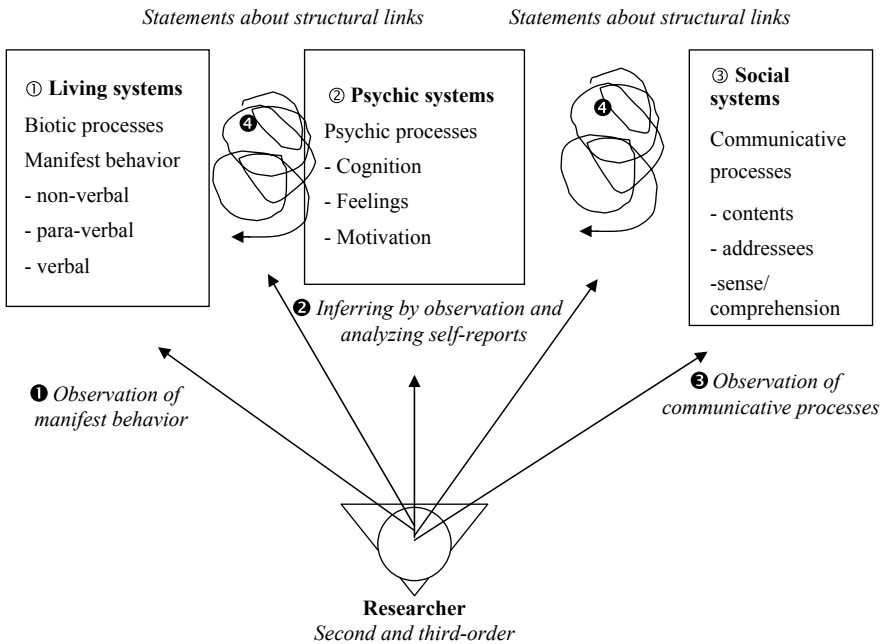 Statements about structural links
Statements about structural links
① Living systems
Biotic processes
Manifest behavior
- non-verbal
- para-verbal
- verbal
❹
② Psychic systems
Psychic processes
- Cognition
- Feelings
- Motivation
❹
③ Social
systems
Communicative
processes
- contents
- addressees
-sense/
comprehension
❷ Inferring by observation and
analyzing self-reports
❶ Observation of
manifest behavior
❸ Observation of
communicative processes
Researcher
Second and third-order